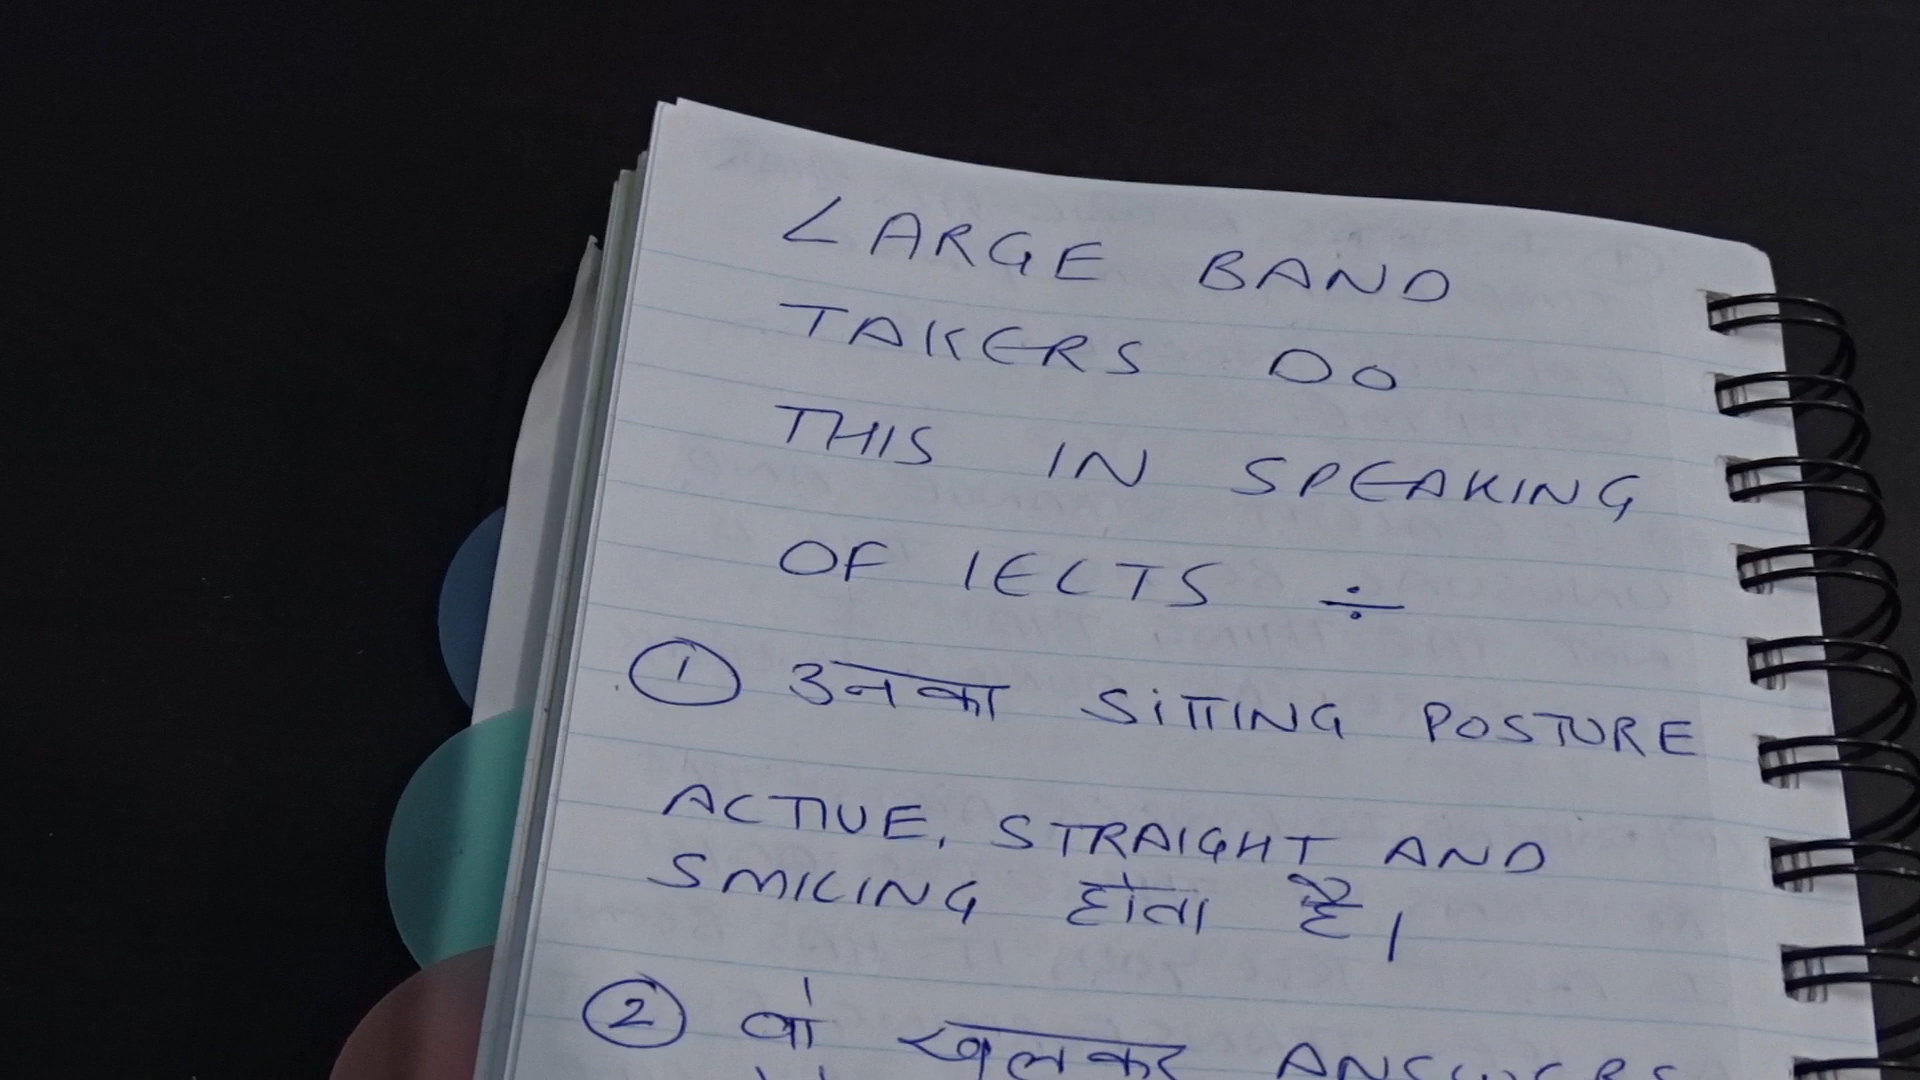 LARGE BAND
TAKERS DO
THIS IN SPEAKING
OF IELTS ÷
① उनका SiTTING POSTURE
ACTIVE, STRAIGHT AND
SMILING होता है,
② वो खुलकर ANSWERS